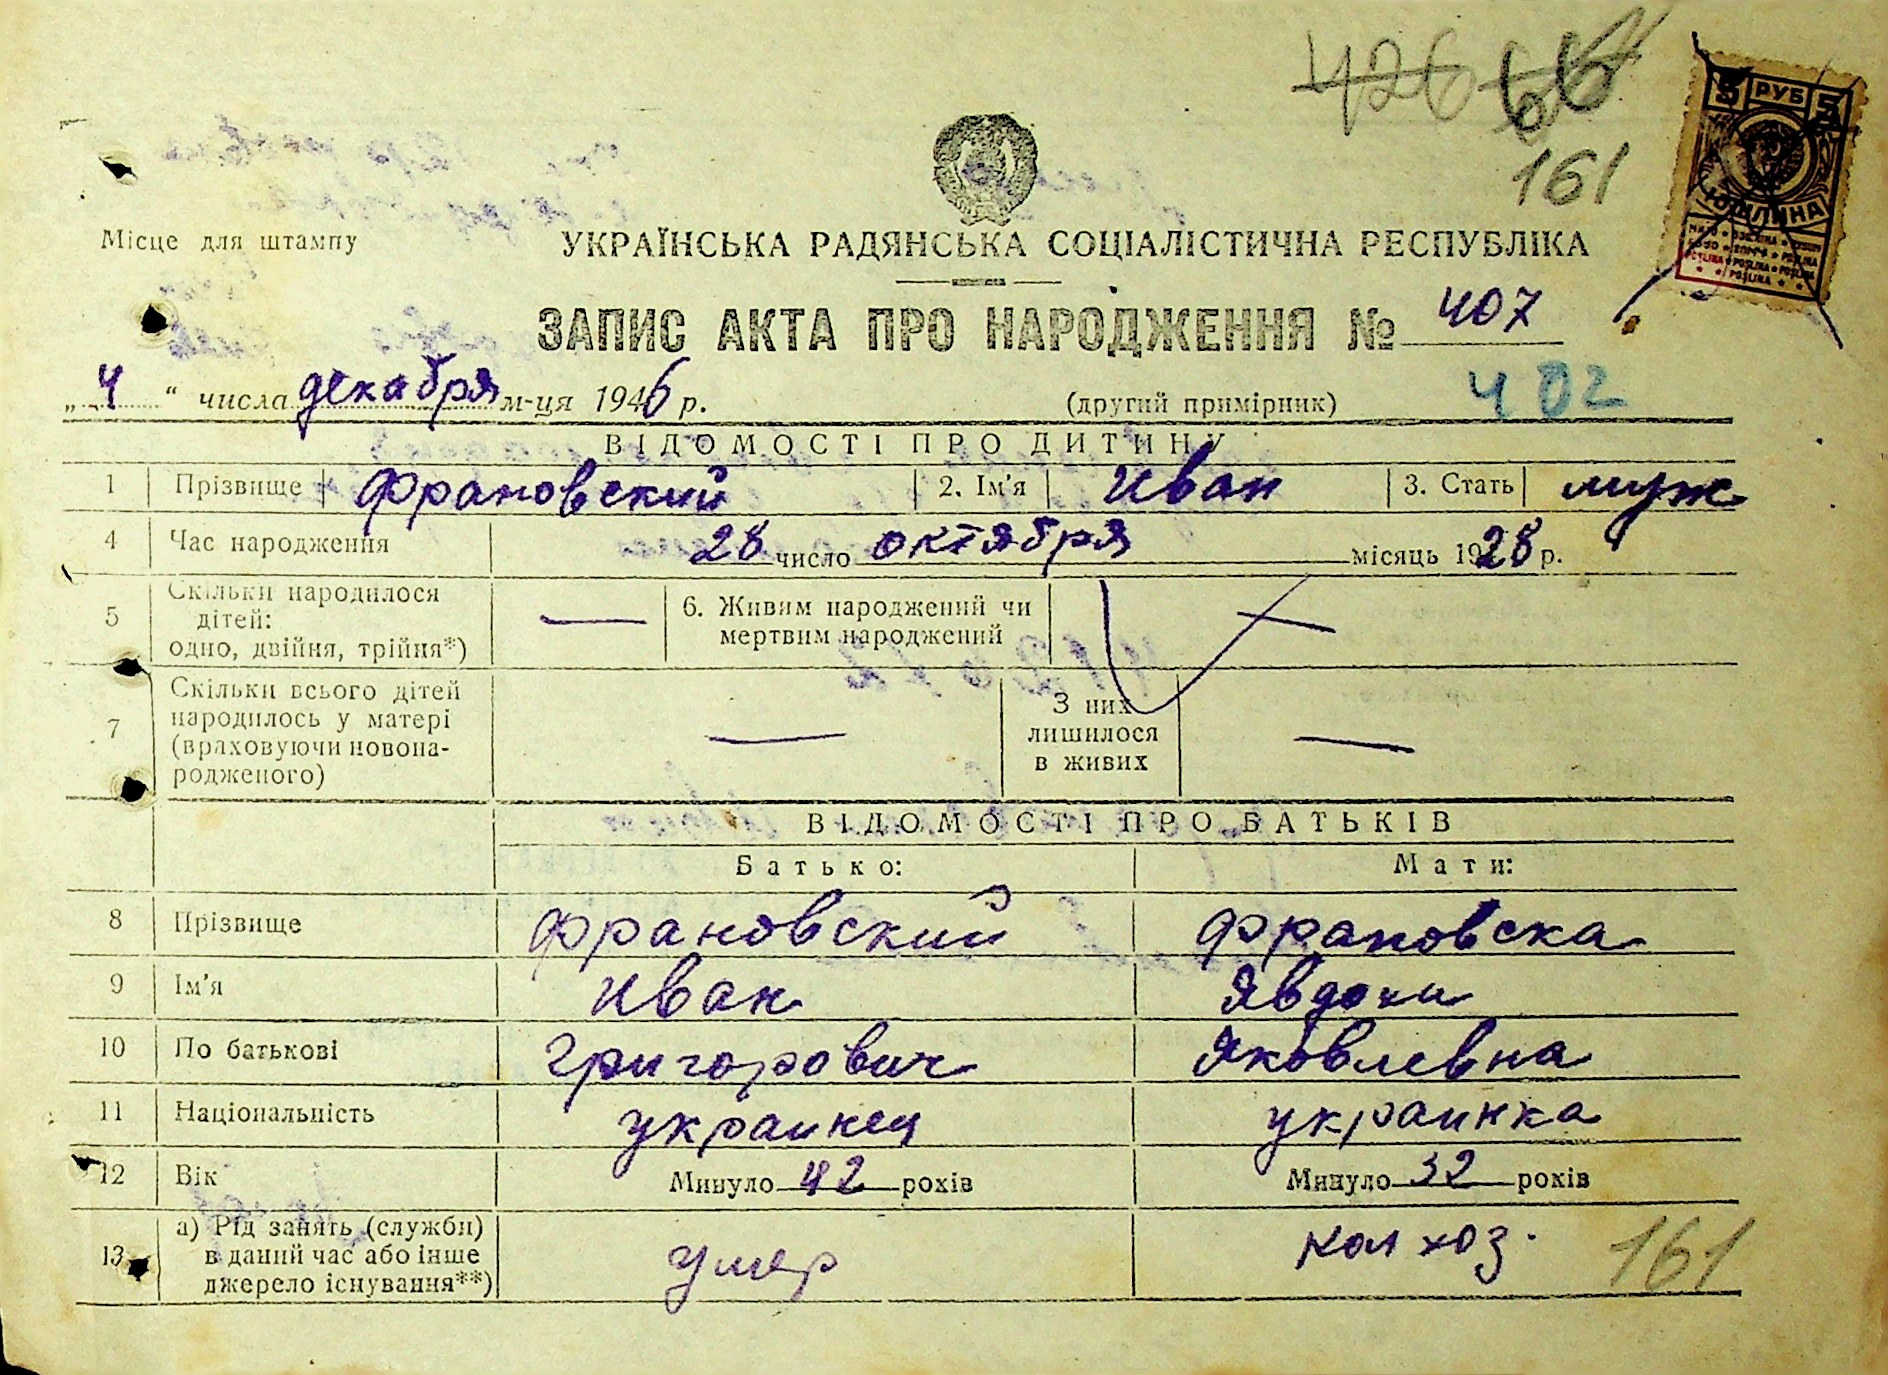 426 66
161
5 РУБ 5
Місце для штампу
УКРАЇНСЬКА РАДЯНСЬКА СОЦІАЛІСТИЧНА РЕСПУБЛІКА
ЗАПИС АКТА ПРО НАРОДЖЕННЯ № 407
„4“ числа декабря м-ця 1946 р. (другий примірник) 402
ВІДОМОСТІ ПРО ДИТИНУ
1 Прізвище Франовский 2. Ім'я Иван 3. Стать муж
4 Час народження 28 число октября місяць 1928 р.
5 Скільки народилося дітей: одно, двійня, трійня*) — 6. Живим народжений чи мертвим народжений —
7 Скільки всього дітей народилось у матері (враховуючи новонародженого) — З них лишилося в живих —
ВІДОМОСТІ ПРО БАТЬКІВ
Батько: Мати:
8 Прізвище Франовский Франовска
9 Ім'я Иван Явдохи
10 По батькові Григорович Яковлевна
11 Національність украинец украинка
12 Вік Минуло 42 років Минуло 32 років
13 а) Рід занять (служби) в даний час або інше джерело існування**) умер кол хоз.
161